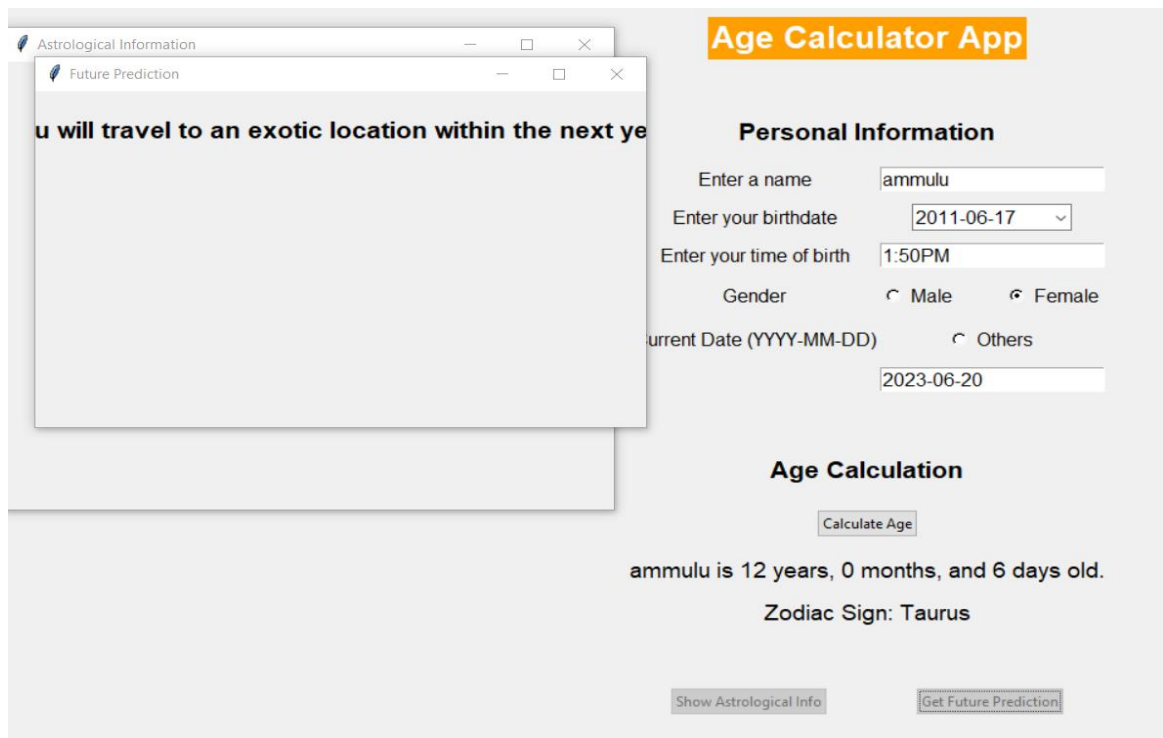 Astrological Information
Future Prediction
u will travel to an exotic location within the next ye
Age Calculator App
Personal Information
Enter a name ammulu
Enter your birthdate 2011-06-17
Enter your time of birth 1:50PM
Gender Male Female
urrent Date (YYYY-MM-DD) Others
2023-06-20
Age Calculation
Calculate Age
ammulu is 12 years, 0 months, and 6 days old.
Zodiac Sign: Taurus
Show Astrological Info Get Future Prediction